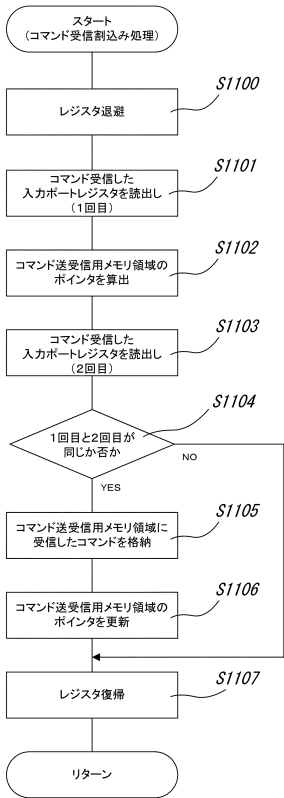 スタート
(コマンド受信割込み処理)
S1100
レジスタ退避
S1101
コマンド受信した
入力ポートレジスタを読出し
(1回目)
S1102
コマンド送受信用メモリ領域の
ポインタを算出
S1103
コマンド受信した
入力ポートレジスタを読出し
(2回目)
S1104
1回目と2回目が
同じか否か
NO
YES
S1105
コマンド送受信用メモリ領域に
受信したコマンドを格納
S1106
コマンド送受信用メモリ領域の
ポインタを更新
S1107
レジスタ復帰
リターン